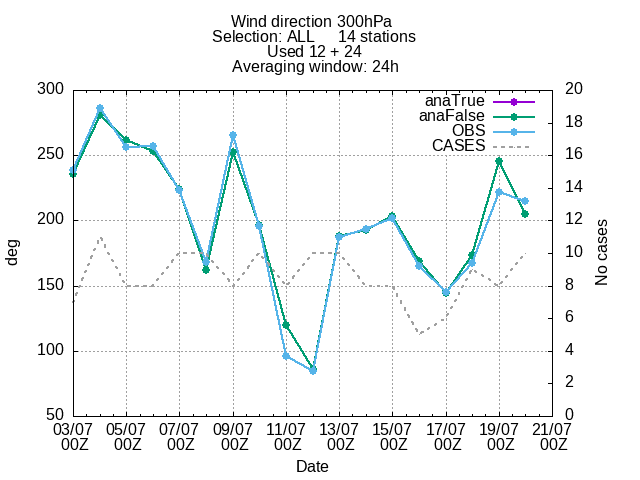 Wind direction 300hPa
Selection: ALL 14 stations
Used 12 + 24
Averaging window: 24h
300 20
anaTrue
anaFalse
OBS
CASES
18
250 16
14
200 12
deg
No cases
10
150 8
6
100 4
2
50 0
03/07 05/07 07/07 09/07 11/07 13/07 15/07 17/07 19/07 21/07
00Z 00Z 00Z 00Z 00Z 00Z 00Z 00Z 00Z 00Z
Date